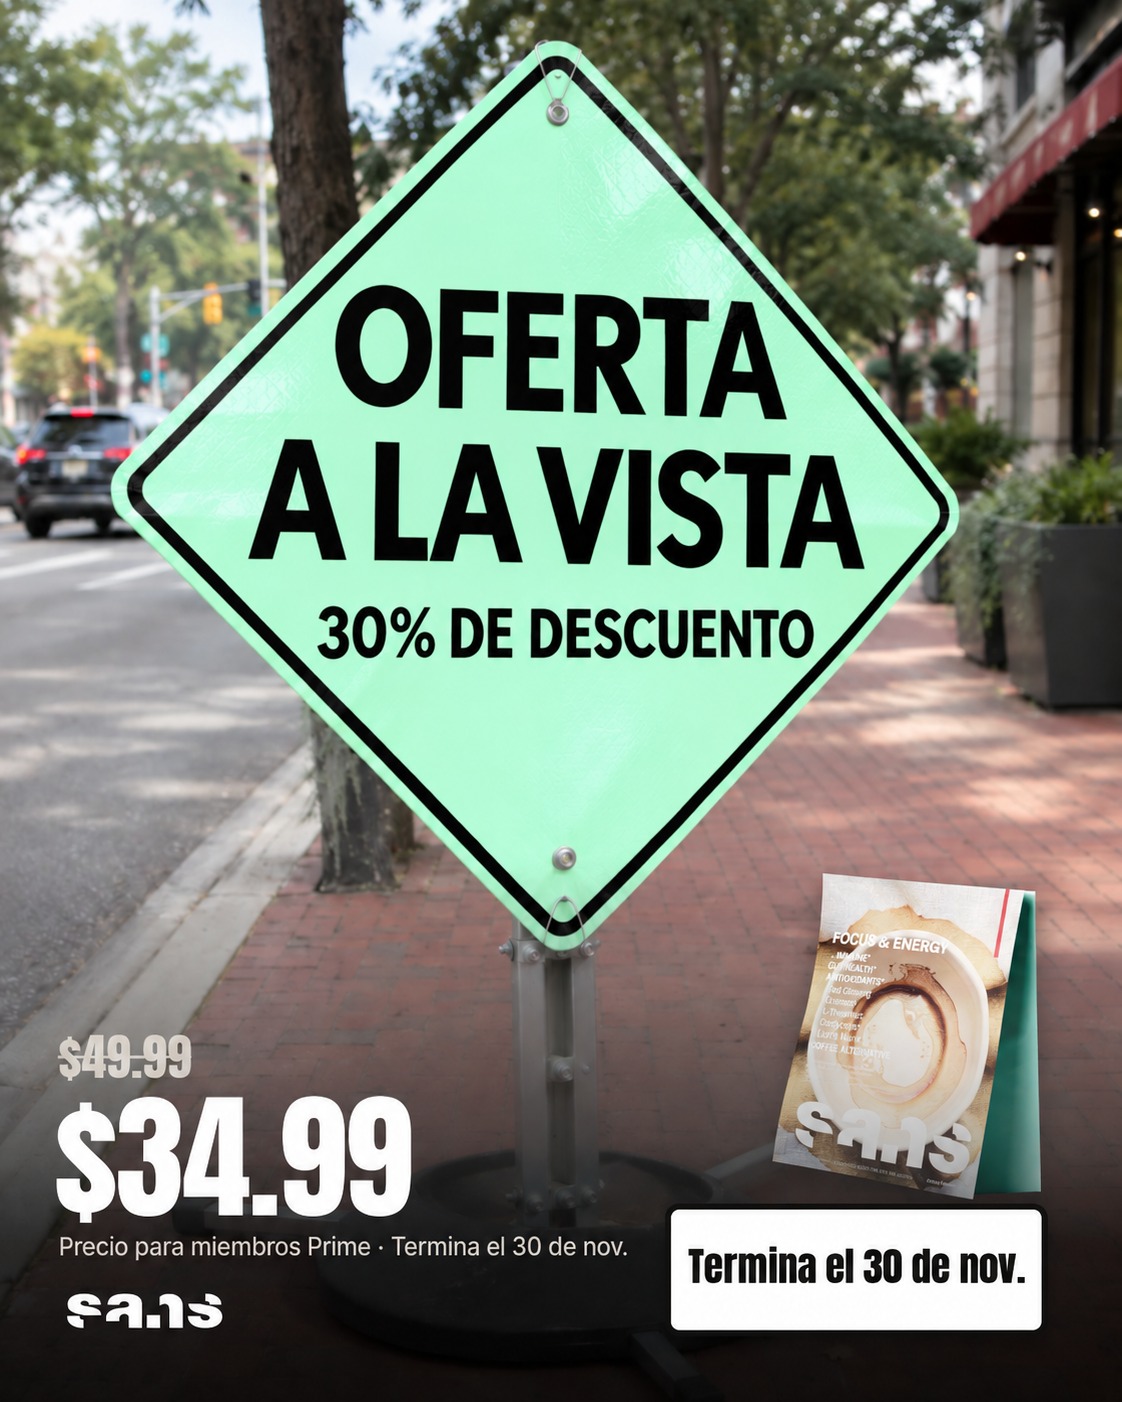 OFERTA
A LA VISTA
30% DE DESCUENTO
$49.99
$34.99
Precio para miembros Prime · Termina el 30 de nov.
sans
FOCUS & ENERGY
COFFEE ALTERNATIVE
sans
Termina el 30 de nov.